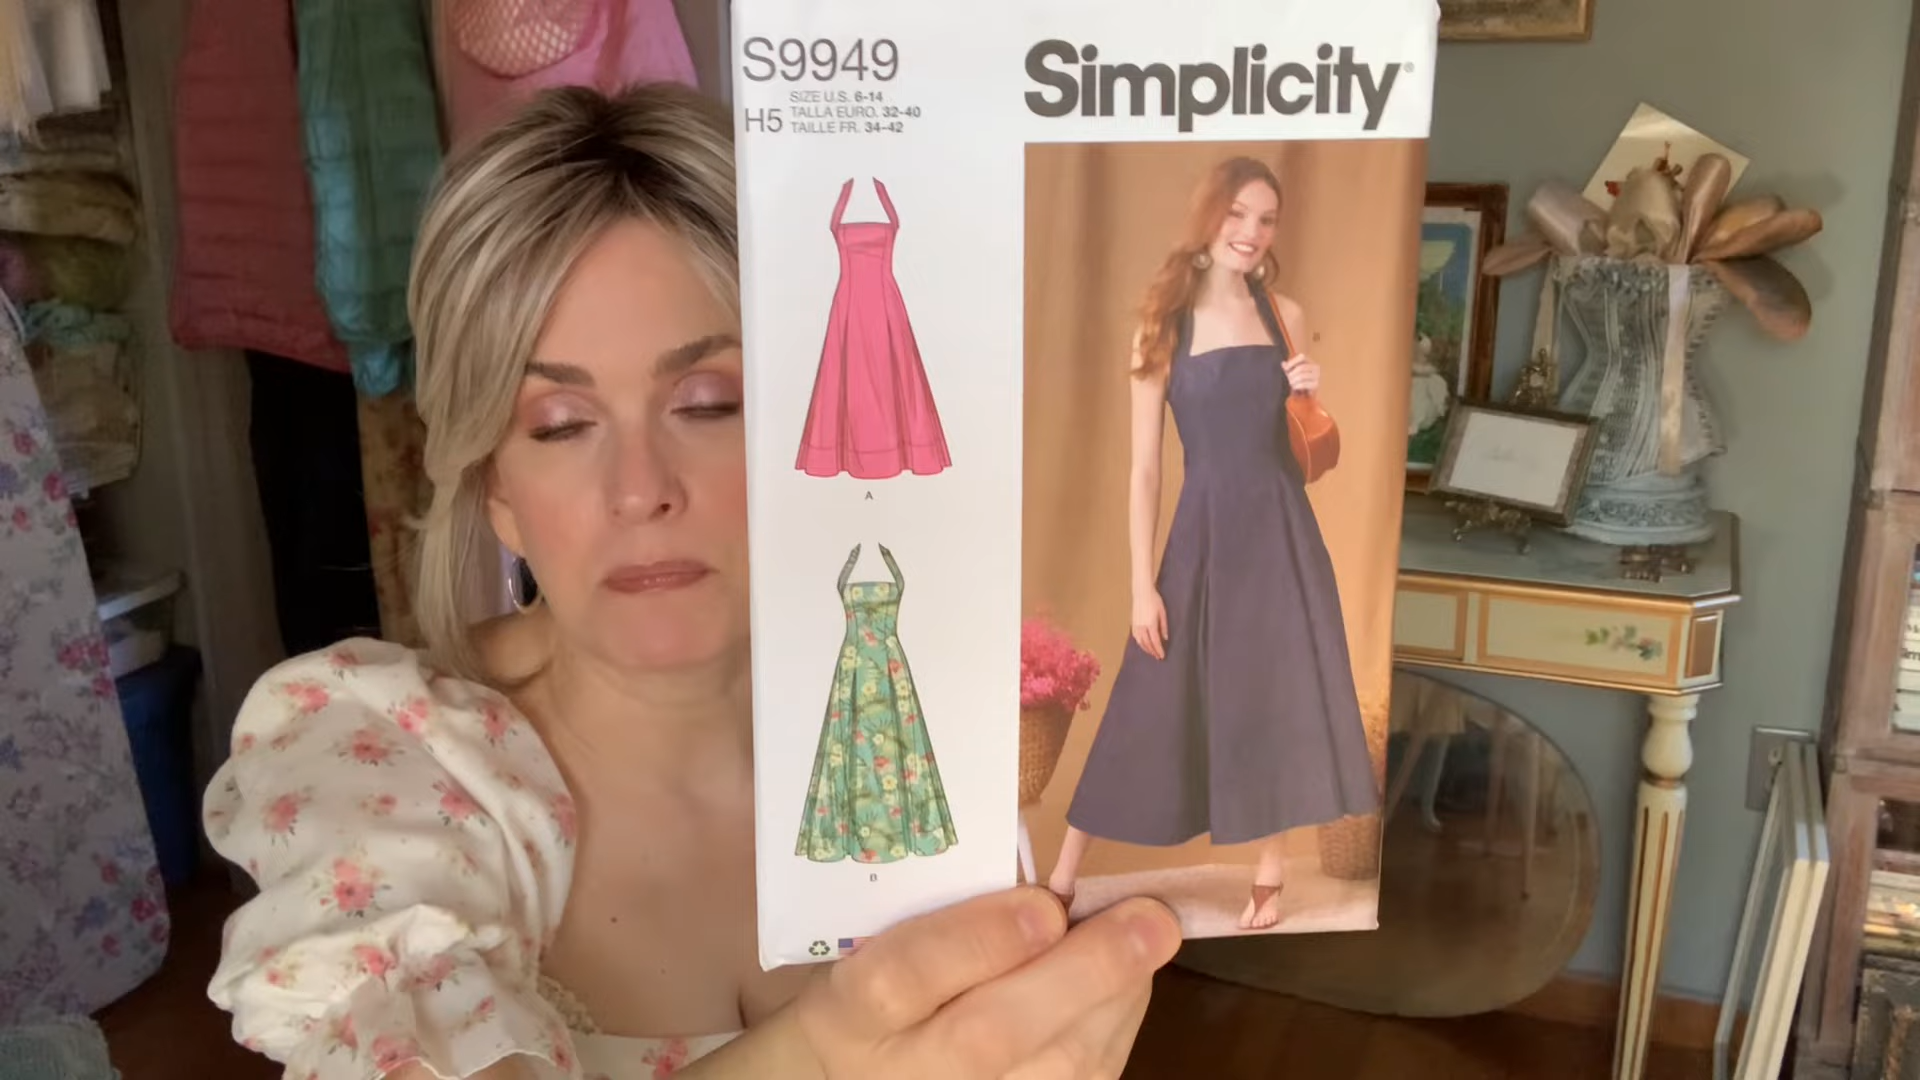 S9949
H5
SIZE U.S. 6-14
TALLA EURO. 32-40
TAILLE FR. 34-42
Simplicity®
A
B
B